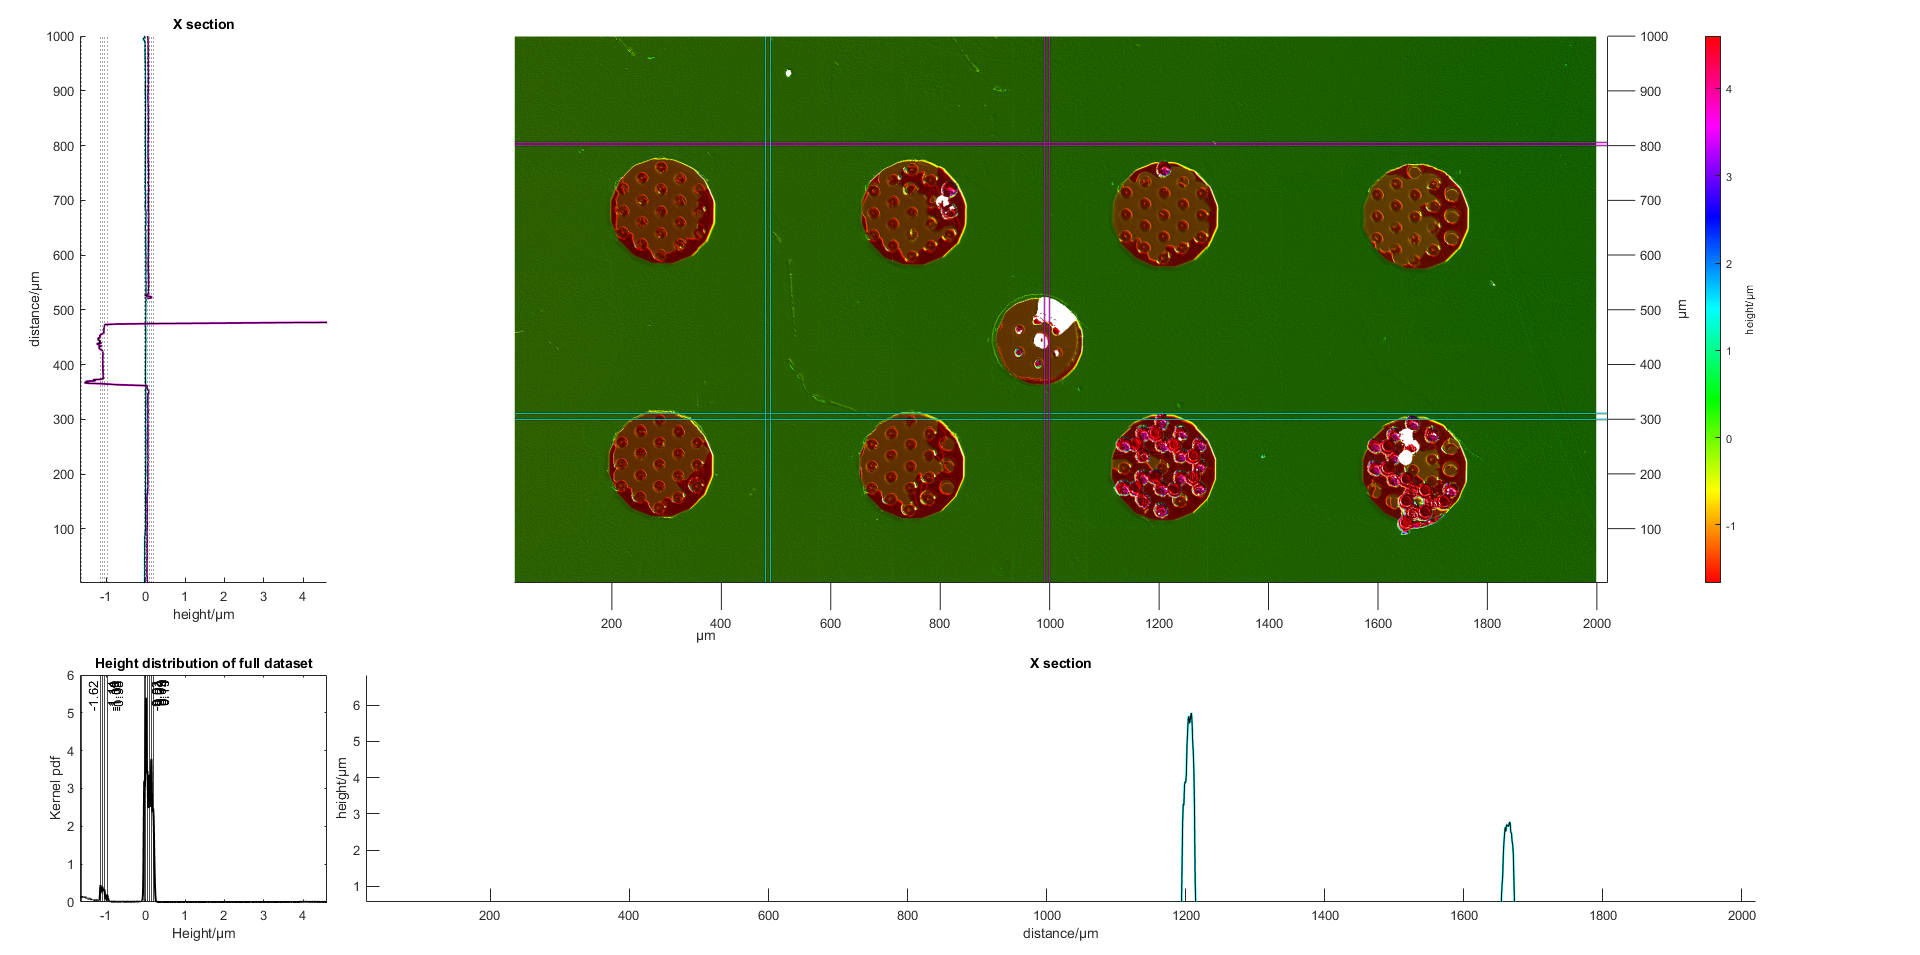 X section
1000
900
800
700
600
500
400
300
200
100
distance/µm
-1 0 1 2 3 4
height/µm
1000
900
800
700
600
500
400
300
200
100
µm
200 400 600 800 1000 1200 1400 1600 1800 2000
µm
4
3
2
1
0
-1
height/µm
Height distribution of full dataset
6
5
4
3
2
1
0
Kernel pdf
-1.62
-1 0 1 2 3 4
Height/µm
X section
6
5
4
3
2
1
height/µm
200 400 600 800 1000 1200 1400 1600 1800 2000
distance/µm